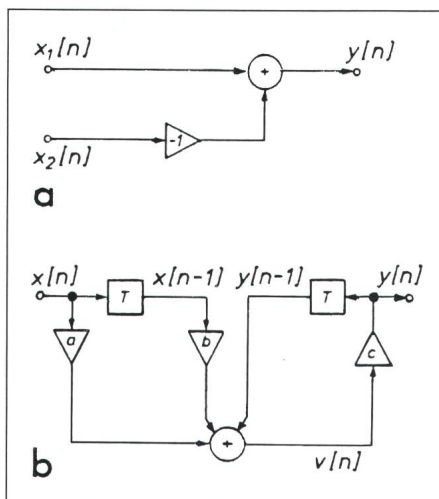 x₁[n]
y[n]
+
-1
x₂[n]
a
x[n]
x[n-1]
y[n-1]
y[n]
T
T
a
b
c
+
v[n]
b